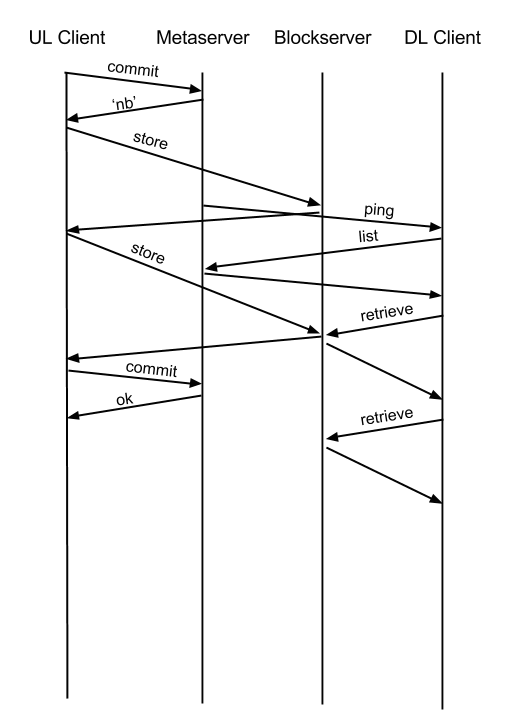 UL Client Metaserver Blockserver DL Client
commit
‘nb’
store
ping
list
store
retrieve
commit
ok
retrieve